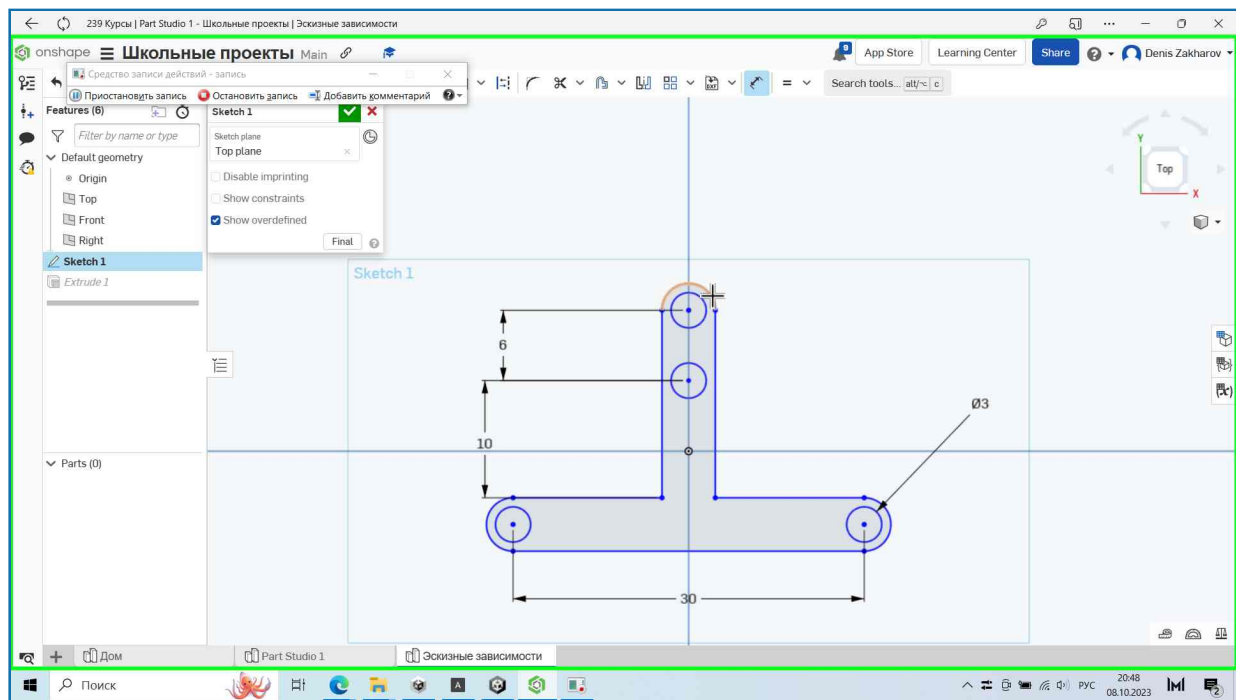 239 Курсы | Part Studio 1 - Школьные проекты | Эскизные зависимости
onshape Школьные проекты Main 9 App Store Learning Center Share Denis Zakharov
Средство записи действий - запись
Search tools... alt/⌥ c
Приостановить запись Остановить запись Добавить комментарий
Features (6)
Sketch 1
Filter by name or type
Sketch plane
Top plane
Default geometry
Origin
Top
Front
Right
Sketch 1
Extrude 1
Disable imprinting
Show constraints
Show overdefined
Final
Y
Top
X
Sketch 1
6
Ø3
10
30
Parts (0)
(x)
Дом Part Studio 1 Эскизные зависимости
Поиск
РУС 20:48
08.10.2023
2